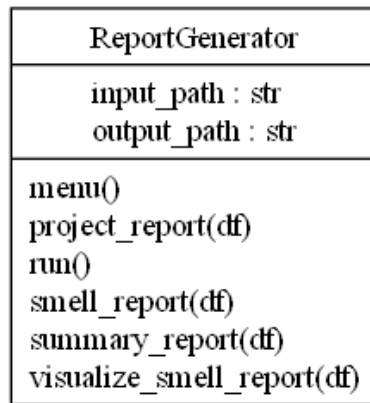 ReportGenerator
input_path : str
output_path : str
menu()
project_report(df)
run()
smell_report(df)
summary_report(df)
visualize_smell_report(df)